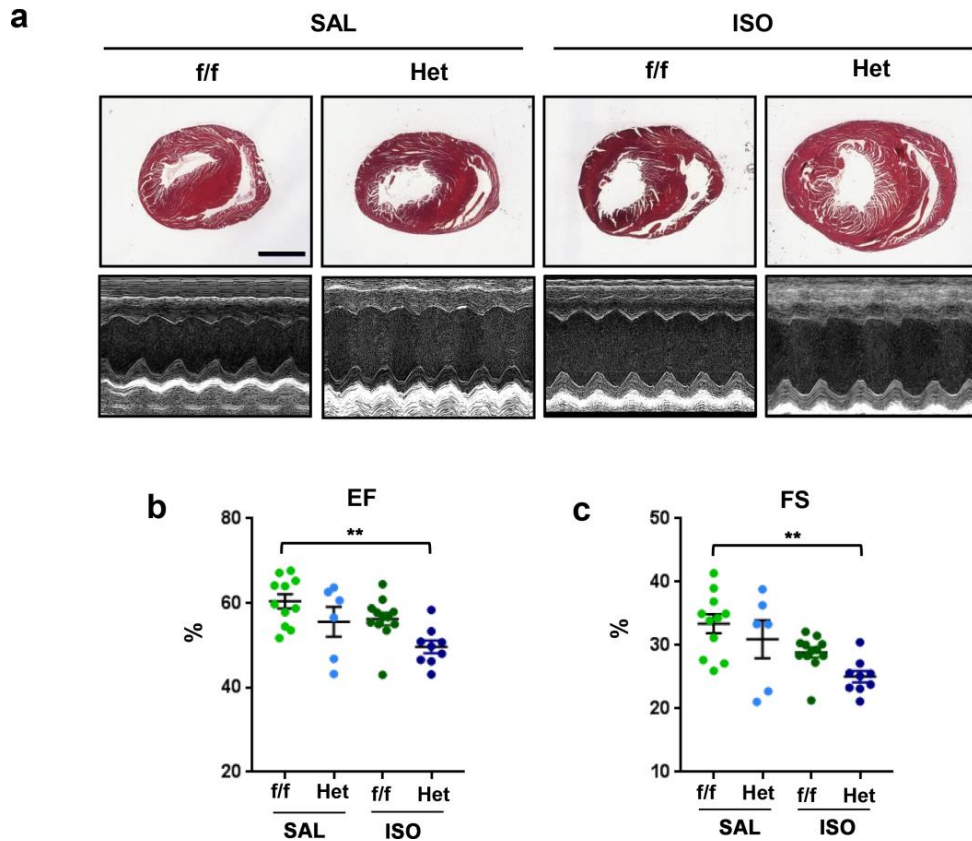 a
SAL ISO
f/f Het f/f Het
b
EF
80
60
40
20
%
**
f/f Het f/f Het
SAL ISO
c
FS
50
40
30
20
10
%
**
f/f Het f/f Het
SAL ISO